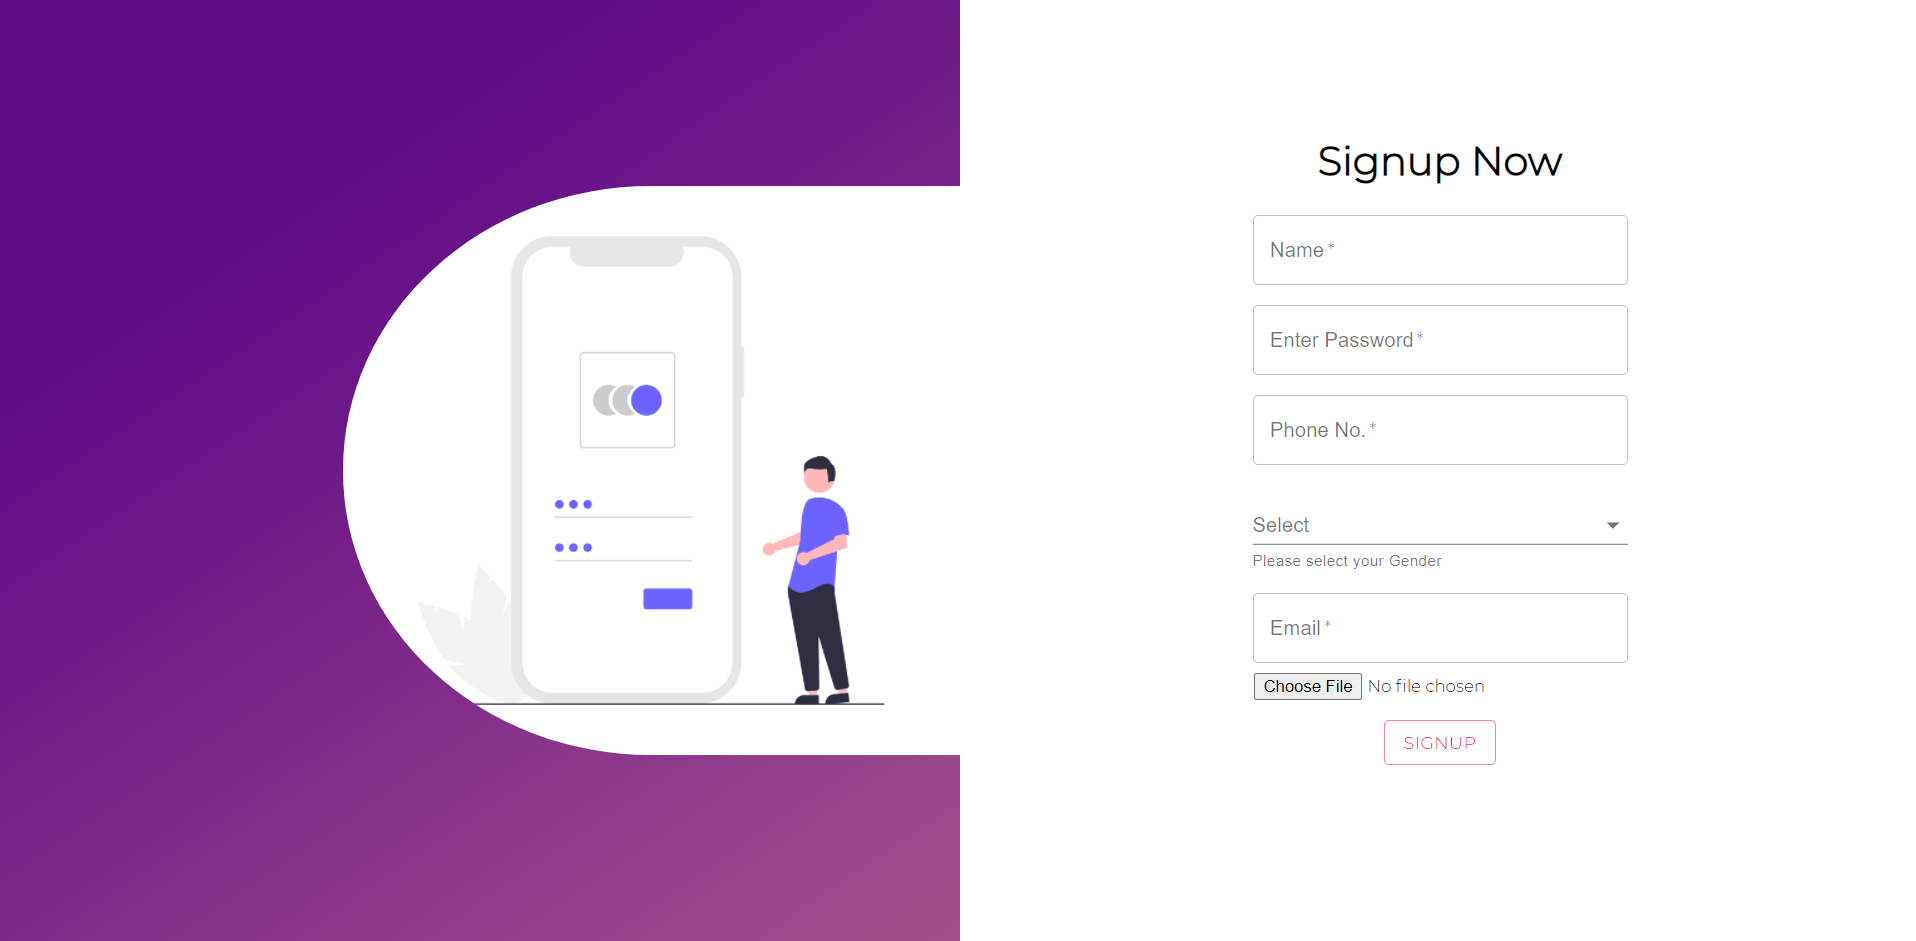 Signup Now
Name *
Enter Password *
Phone No. *
Select
Please select your Gender
Email *
Choose File No file chosen
SIGNUP